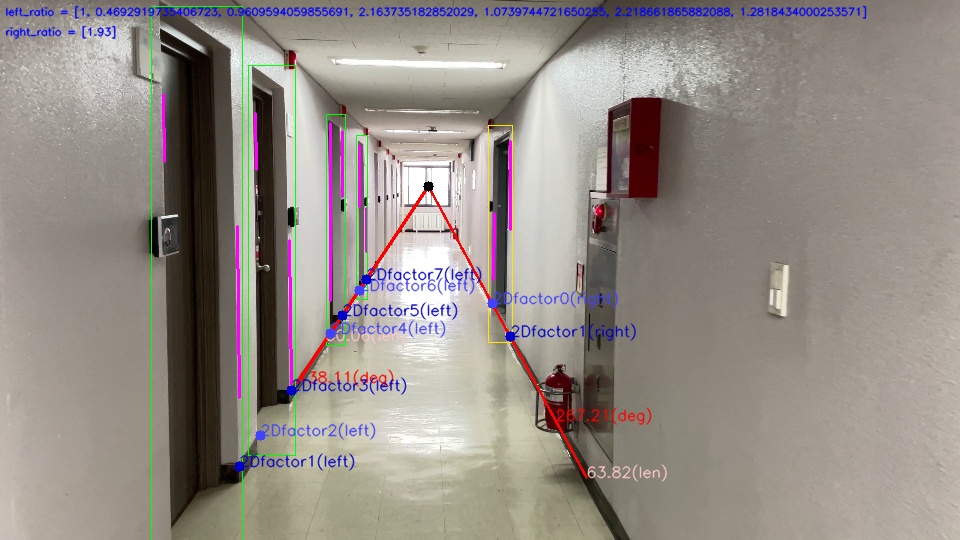 left_ratio = [1, 0.4692919735406723, 0.9609594059855691, 2.163735182852029, 1.0739744721650255, 2.218661865882088, 1.2818434000253571]
right_ratio = [1.93]
2Dfactor7(left)
2Dfactor6(left)
2Dfactor0(right)
2Dfactor5(left)
2Dfactor4(left)
2Dfactor1(right)
38.11(deg)
2Dfactor3(left)
267.21(deg)
2Dfactor2(left)
2Dfactor1(left)
63.82(len)